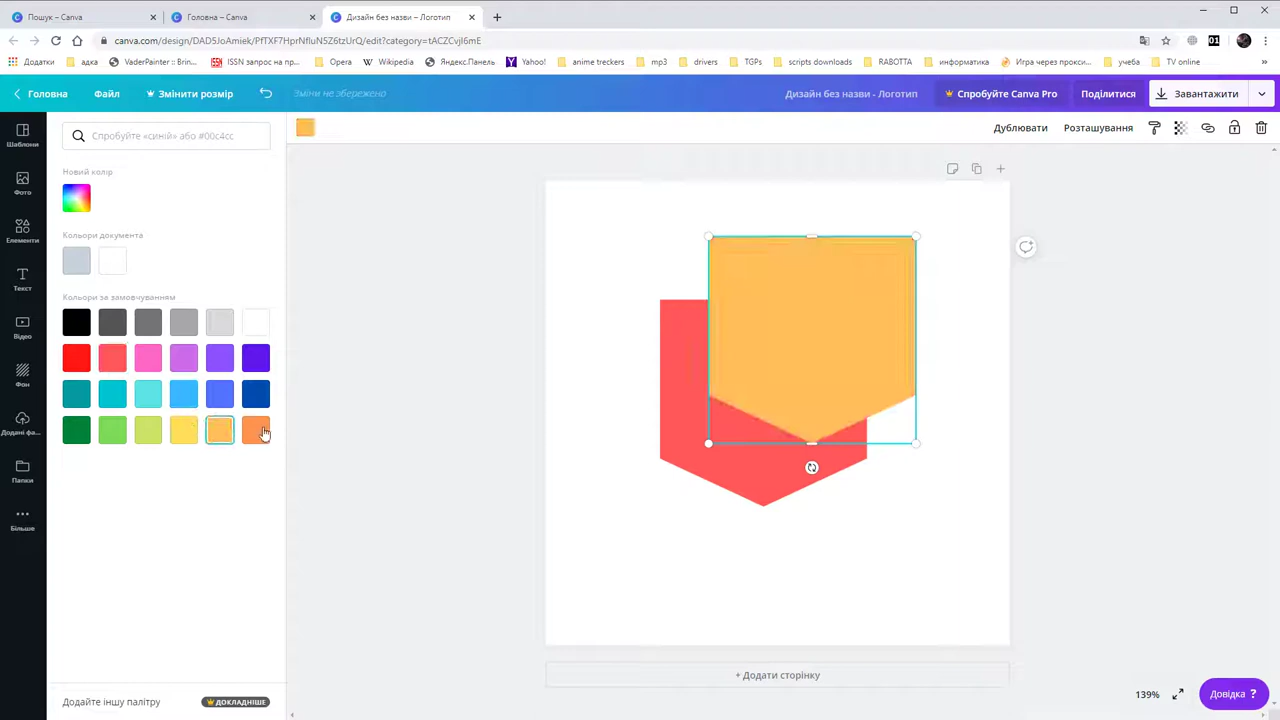 Пошук – Canva
Головна – Canva
Дизайн без назви – Логотип
canva.com/design/DAD5JoAmiek/PfTXF7HprNfluN5Z6tzUrQ/edit?category=tACZCvjI6mE
Додатки
адка
VaderPainter :: Brin...
ISSN запрос на пр...
Opera
Wikipedia
Яндекс.Панель
Yahoo!
anime treckers
mp3
drivers
TGPs
scripts downloads
RABOTTA
информатика
Игра через прокси...
учеба
TV online
»
Головна
Файл
Змінити розмір
Зміни не збережено
Дизайн без назви - Логотип
Спробуйте Canva Pro
Поділитися
Завантажити
Дублювати
Розташування
Шаблони
Фото
Елементи
Текст
Відео
Фон
Додані фа...
Папки
Більше
Спробуйте «синій» або #00c4cc
Новий колір
Кольори документа
Кольори за замовчуванням
Додайте іншу палітру
ДОКЛАДНІШЕ
+ Додати сторінку
139%
Довідка ?